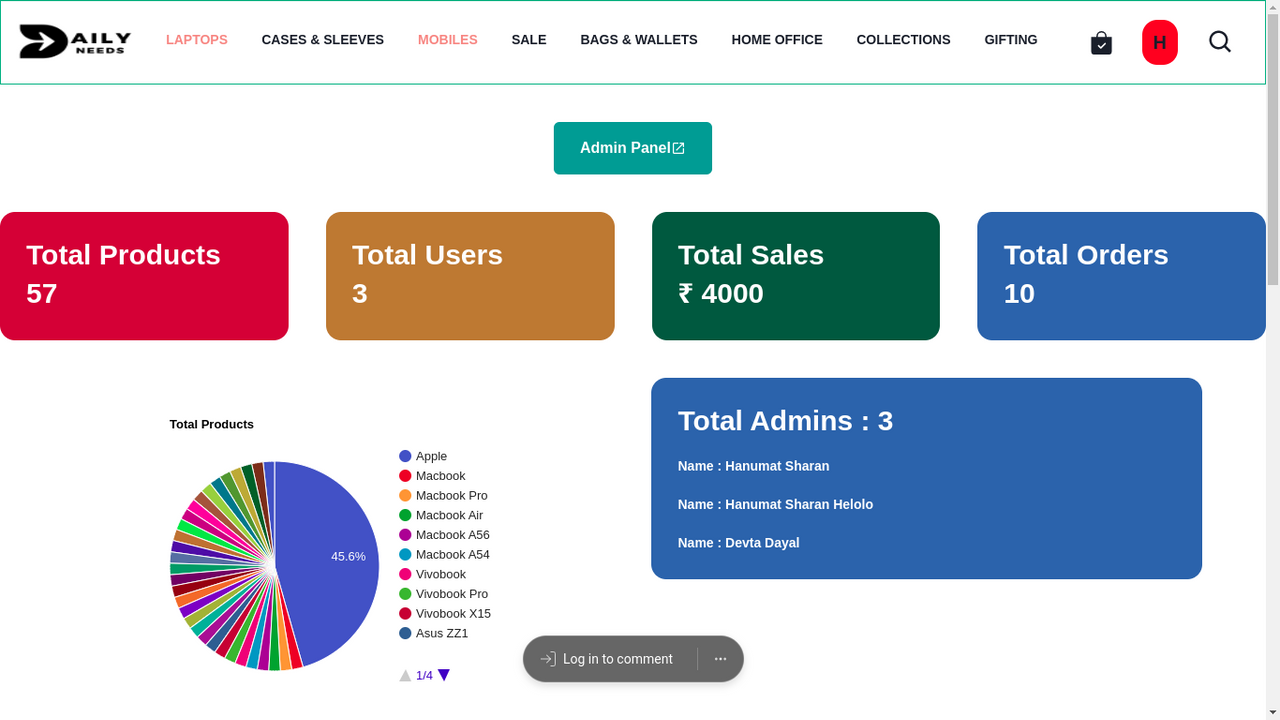 DAILY NEEDS
LAPTOPS CASES & SLEEVES MOBILES SALE BAGS & WALLETS HOME OFFICE COLLECTIONS GIFTING H
Admin Panel
Total Products
57
Total Users
3
Total Sales
₹ 4000
Total Orders
10
Total Products
45.6%
Apple
Macbook
Macbook Pro
Macbook Air
Macbook A56
Macbook A54
Vivobook
Vivobook Pro
Vivobook X15
Asus ZZ1
1/4
Total Admins : 3
Name : Hanumat Sharan
Name : Hanumat Sharan Helolo
Name : Devta Dayal
Log in to comment